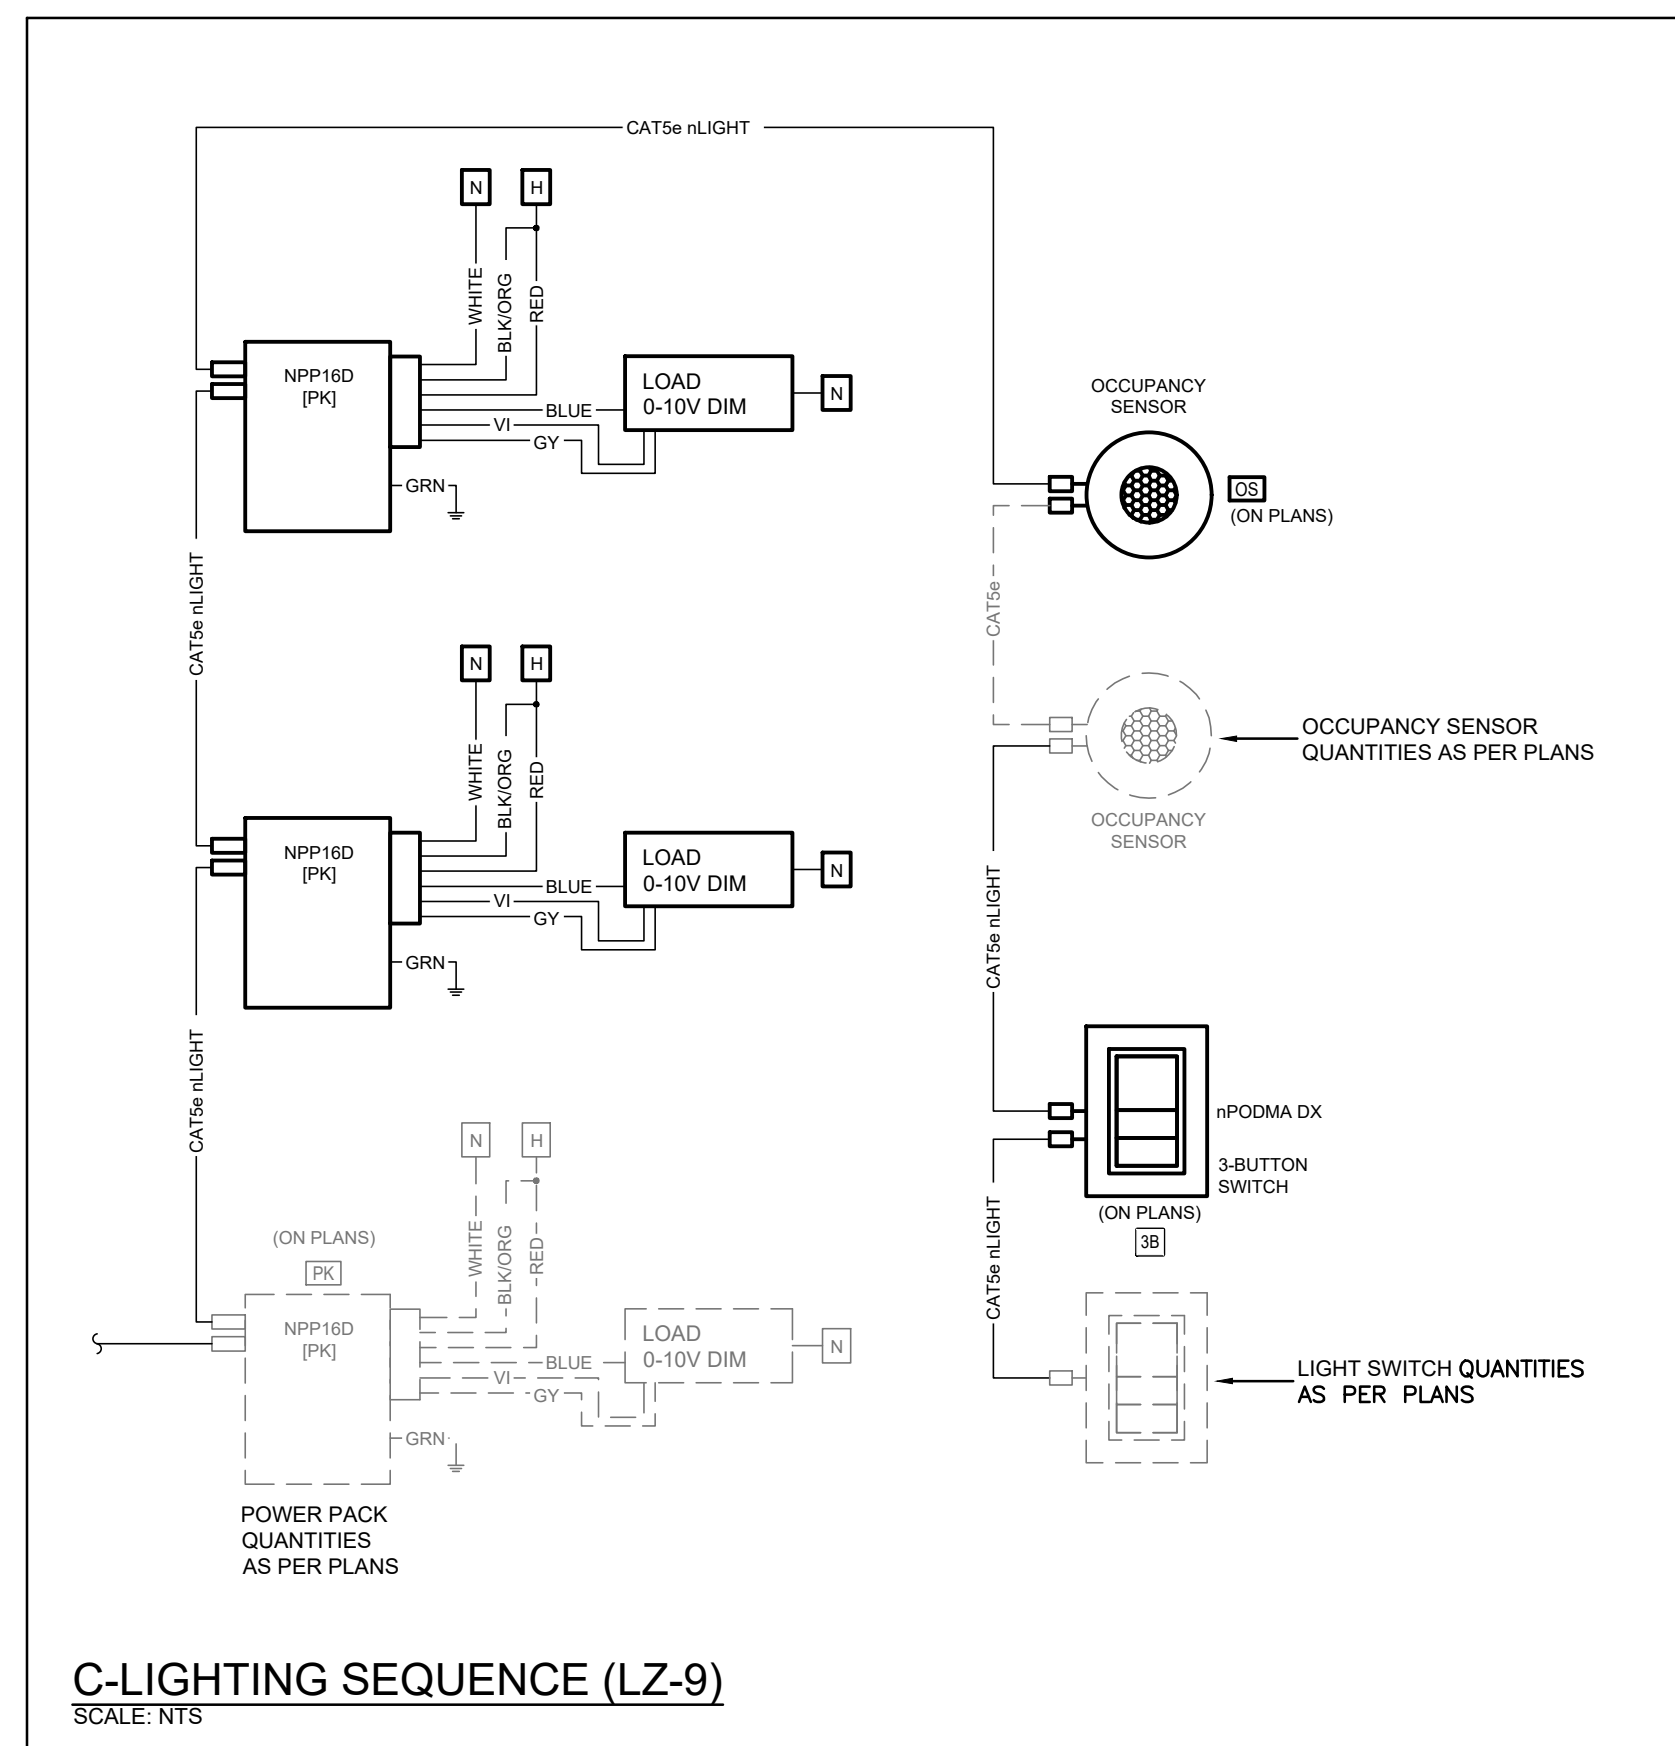 CAT5e nLIGHT
N
H
WHITE
BLK/ORG
RED
NPP16D
[PK]
LOAD
0-10V DIM
N
BLUE
VI
GY
GRN
OCCUPANCY
SENSOR
OS
(ON PLANS)
CAT5e nLIGHT
CAT5e
N
H
WHITE
BLK/ORG
RED
NPP16D
[PK]
LOAD
0-10V DIM
N
BLUE
VI
GY
GRN
OCCUPANCY SENSOR
QUANTITIES AS PER PLANS
OCCUPANCY
SENSOR
CAT5e nLIGHT
CAT5e nLIGHT
nPODMA DX
3-BUTTON
SWITCH
(ON PLANS)
3B
CAT5e nLIGHT
N
H
WHITE
BLK/ORG
RED
(ON PLANS)
PK
NPP16D
[PK]
LOAD
0-10V DIM
N
BLUE
VI
GY
GRN
LIGHT SWITCH QUANTITIES
AS PER PLANS
POWER PACK
QUANTITIES
AS PER PLANS
C-LIGHTING SEQUENCE (LZ-9)
SCALE: NTS